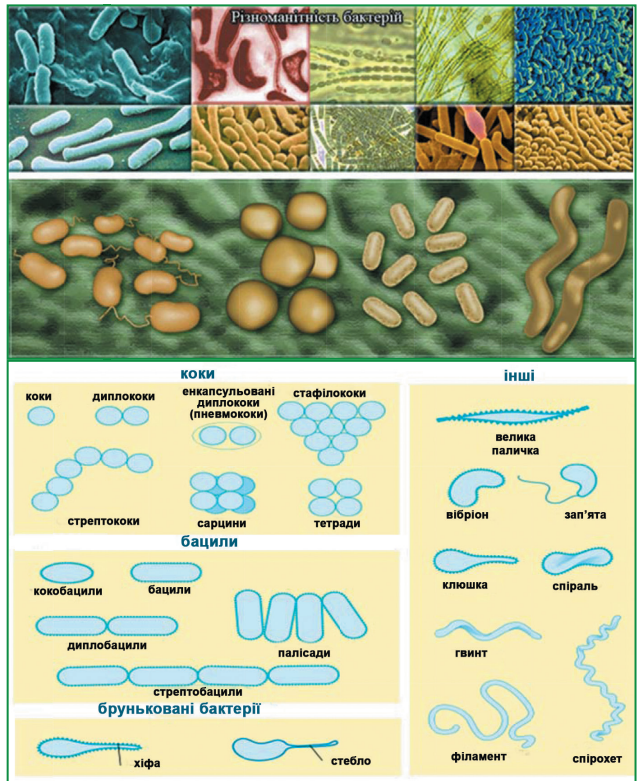 Різноманітність бактерій
коки
коки
диплококи
енкапсульовані
диплококи
(пневмококи)
стафілококи
стрептококи
сарцини
тетради
бацили
кокобацили
бацили
диплобацили
палісади
стрептобацили
бруньковані бактерії
хіфа
стебло
інші
велика
паличка
вібріон
зап’ята
клюшка
спіраль
гвинт
філамент
спірохет